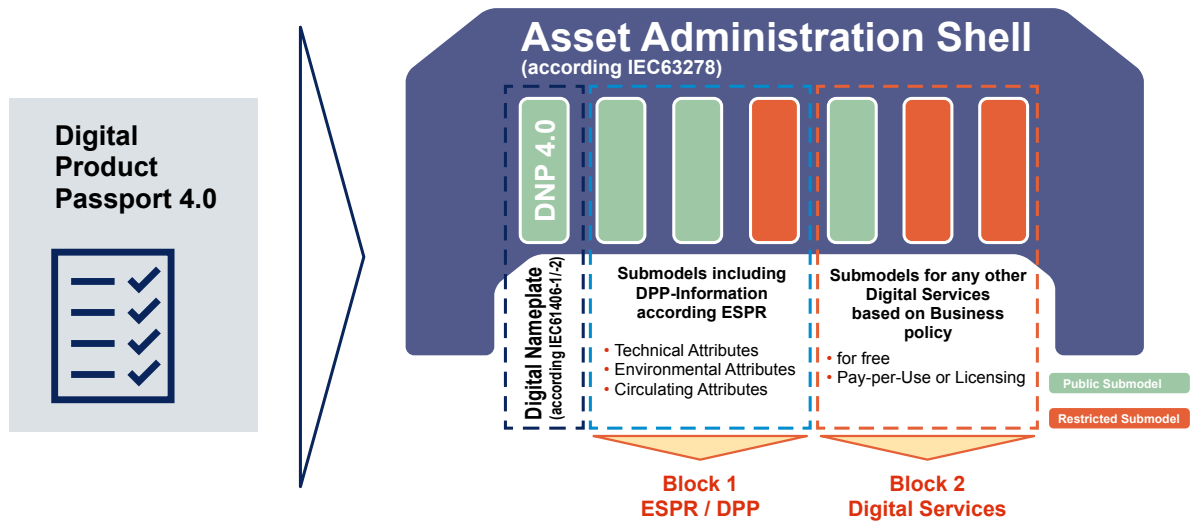 Digital
Product
Passport 4.0
Asset Administration Shell
(according IEC63278)
DNP 4.0
Digital Nameplate
(according IEC61406-1/-2)
Submodels including
DPP-Information
according ESPR
• Technical Attributes
• Environmental Attributes
• Circulating Attributes
Submodels for any other
Digital Services
based on Business
policy
• for free
• Pay-per-Use or Licensing
Public Submodel
Restricted Submodel
Block 1
ESPR / DPP
Block 2
Digital Services